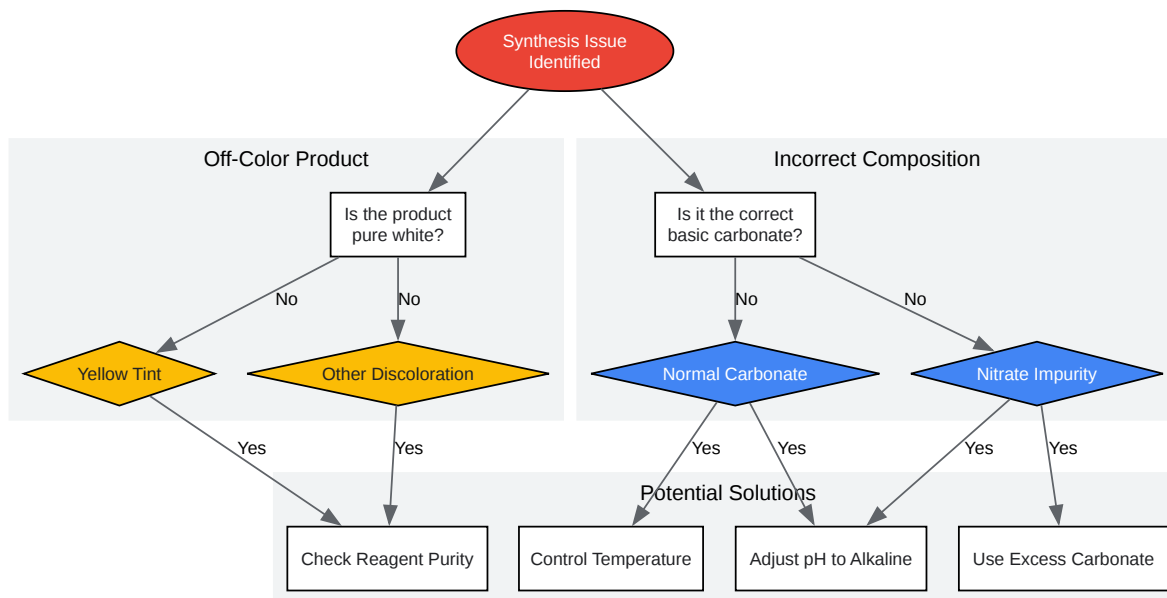 Synthesis Issue
Identified
Off-Color Product
Incorrect Composition
Is the product
pure white?
Is it the correct
basic carbonate?
No
No
No
No
Yellow Tint
Other Discoloration
Normal Carbonate
Nitrate Impurity
Yes
Yes
Yes
Yes
Yes
Yes
Potential Solutions
Check Reagent Purity
Control Temperature
Adjust pH to Alkaline
Use Excess Carbonate